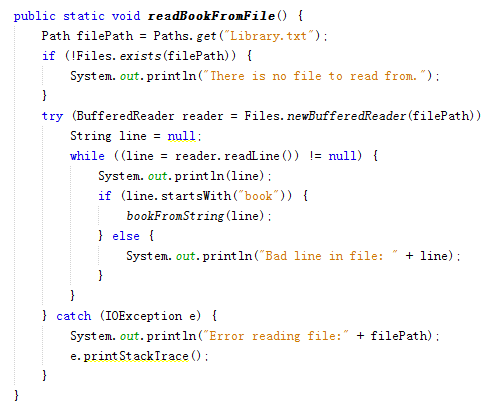 public static void readBookFromFile() {
    Path filePath = Paths.get("Library.txt");
    if (!Files.exists(filePath)) {
        System.out.println("There is no file to read from.");
    }
    try (BufferedReader reader = Files.newBufferedReader(filePath))
        String line = null;
        while ((line = reader.readLine()) != null) {
            System.out.println(line);
            if (line.startsWith("book")) {
                bookFromString(line);
            } else {
                System.out.println("Bad line in file: " + line);
            }
        }
    } catch (IOException e) {
        System.out.println("Error reading file:" + filePath);
        e.printStackTrace();
    }
}